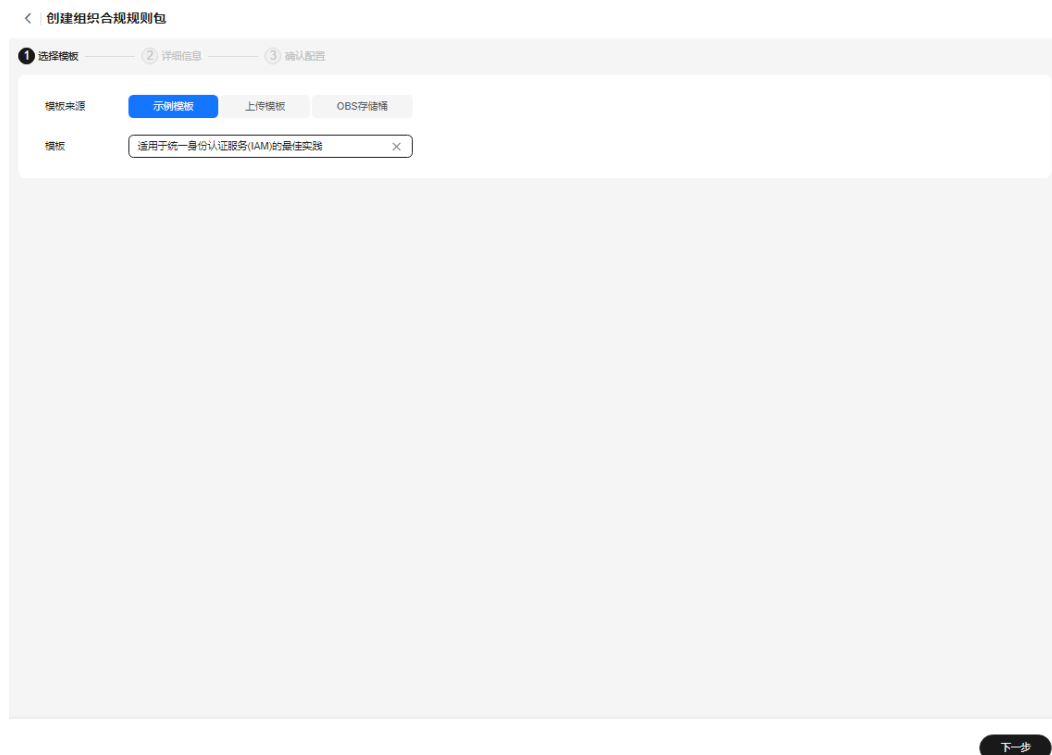 创建组织合规规则包
1 选择模板 2 详细信息 3 确认配置
模板来源 示例模板 上传模板 OBS存储桶
模板 适用于统一身份认证服务(IAM)的最佳实践
下一步